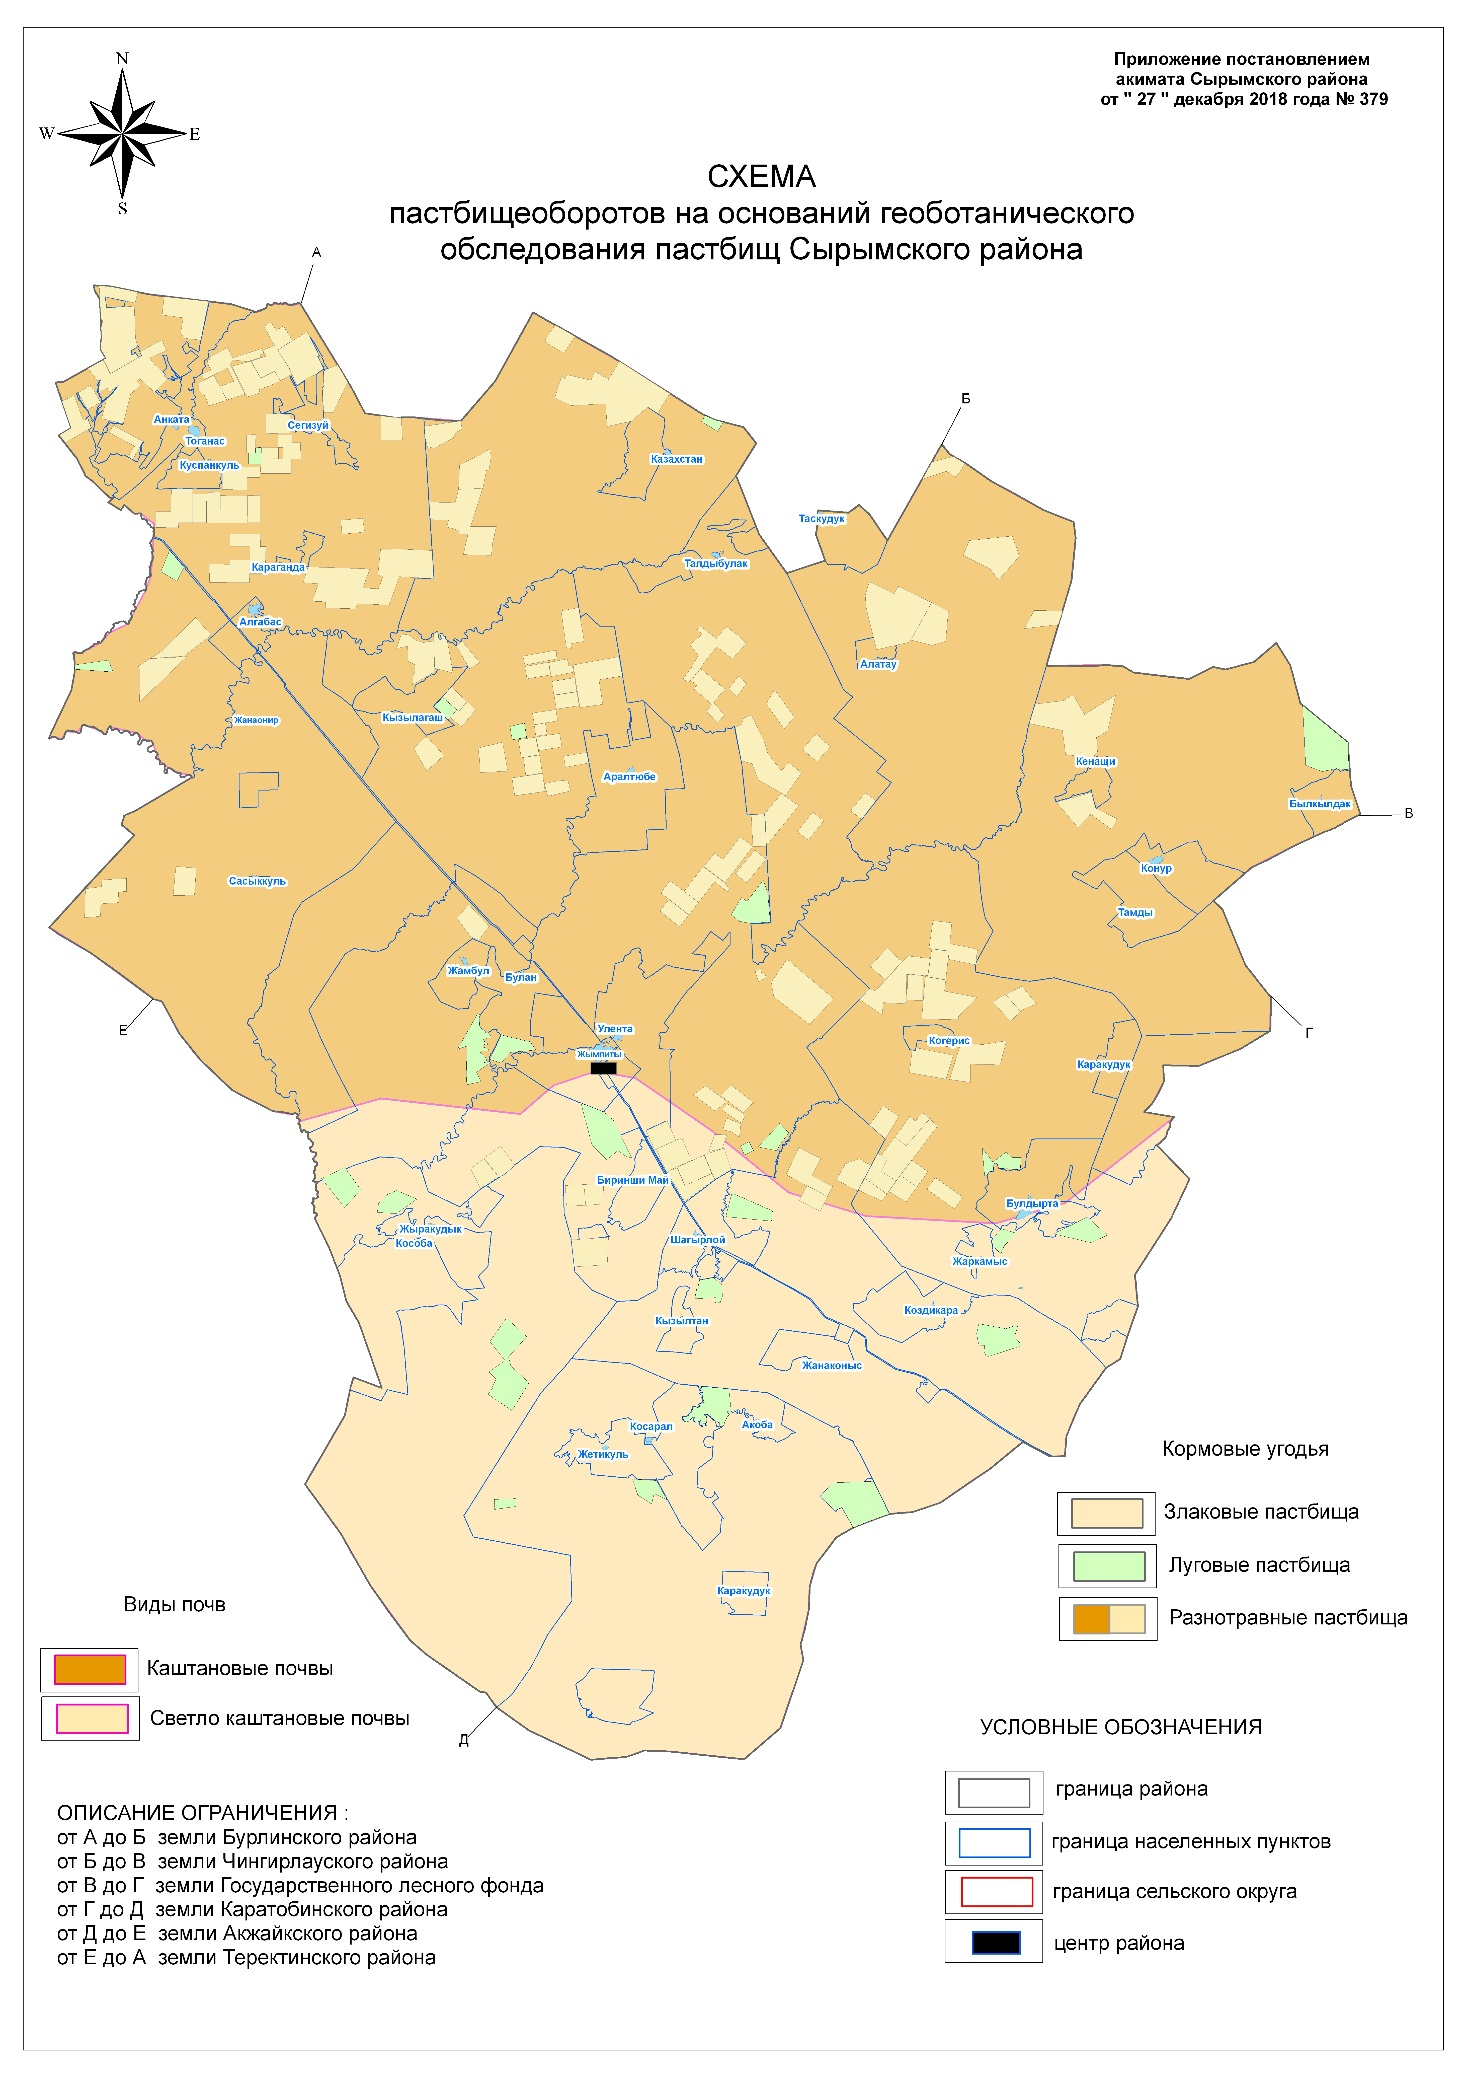 N
W
E
S
Приложение постановлением
акимата Сырымского района
от " 27 " декабря 2018 года № 379
СХЕМА
пастбищеоборотов на оснований геоботанического
обследования пастбищ Сырымского района
А
Б
В
Г
Е
Д
Анката
Тоганас
Сегизуй
Куспанкуль
Казахстан
Таскудук
Караганда
Талдыбулак
Алгабас
Алатау
Жанаонир
Кызылагаш
Аралтюбе
Кенащи
Былкылдак
Сасыккуль
Конур
Тамды
Жамбул
Булан
Улента
Жымпиты
Когерис
Каракудук
Биринши Май
Булдырта
Жыракудык
Кособа
Шагырлой
Жаркамыс
Кызылтан
Коздикара
Жанаконыс
Косарал
Акоба
Жетикуль
Каракудук
Кормовые угодья
Злаковые пастбища
Луговые пастбища
Разнотравные пастбища
Виды почв
Каштановые почвы
Светло каштановые почвы
УСЛОВНЫЕ ОБОЗНАЧЕНИЯ
граница района
граница населенных пунктов
граница сельского округа
центр района
ОПИСАНИЕ ОГРАНИЧЕНИЯ :
от А до Б земли Бурлинского района
от Б до В земли Чингирлауского района
от В до Г земли Государственного лесного фонда
от Г до Д земли Каратобинского района
от Д до Е земли Акжайкского района
от Е до А земли Теректинского района